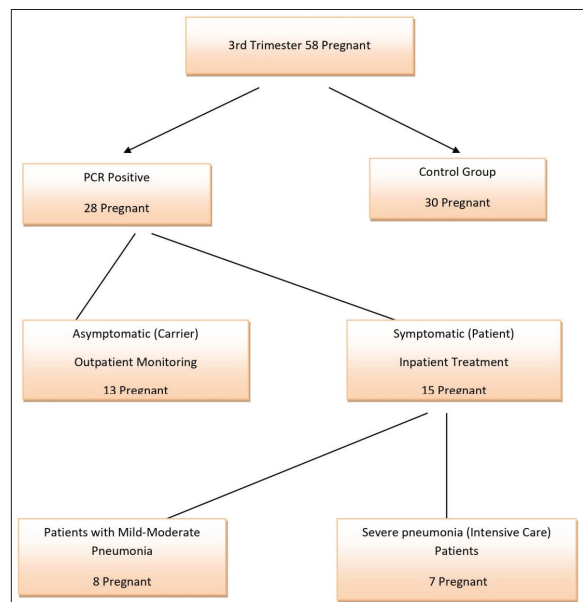 3rd Trimester 58 Pregnant
PCR Positive
28 Pregnant
Control Group
30 Pregnant
Asymptomatic (Carrier)
Outpatient Monitoring
13 Pregnant
Symptomatic (Patient)
Inpatient Treatment
15 Pregnant
Patients with Mild-Moderate
Pneumonia
8 Pregnant
Severe pneumonia (Intensive Care)
Patients
7 Pregnant